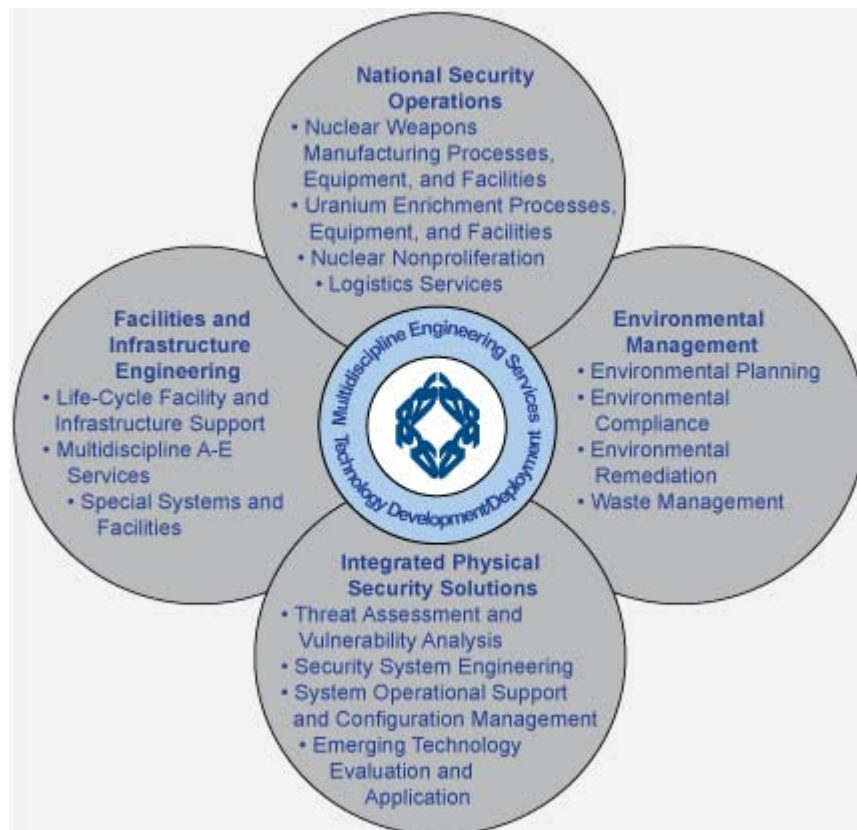 National Security
Operations
• Nuclear Weapons
Manufacturing Processes,
Equipment, and Facilities
• Uranium Enrichment Processes,
Equipment, and Facilities
• Nuclear Nonproliferation
• Logistics Services
Facilities and
Infrastructure
Engineering
• Life-Cycle Facility and
Infrastructure Support
• Multidiscipline A-E
Services
• Special Systems and
Facilities
Multidiscipline Engineering Services
Technology Development/Deployment
Environmental
Management
• Environmental Planning
• Environmental
Compliance
• Environmental
Remediation
• Waste Management
Integrated Physical
Security Solutions
• Threat Assessment and
Vulnerability Analysis
• Security System Engineering
• System Operational Support
and Configuration Management
• Emerging Technology
Evaluation and
Application